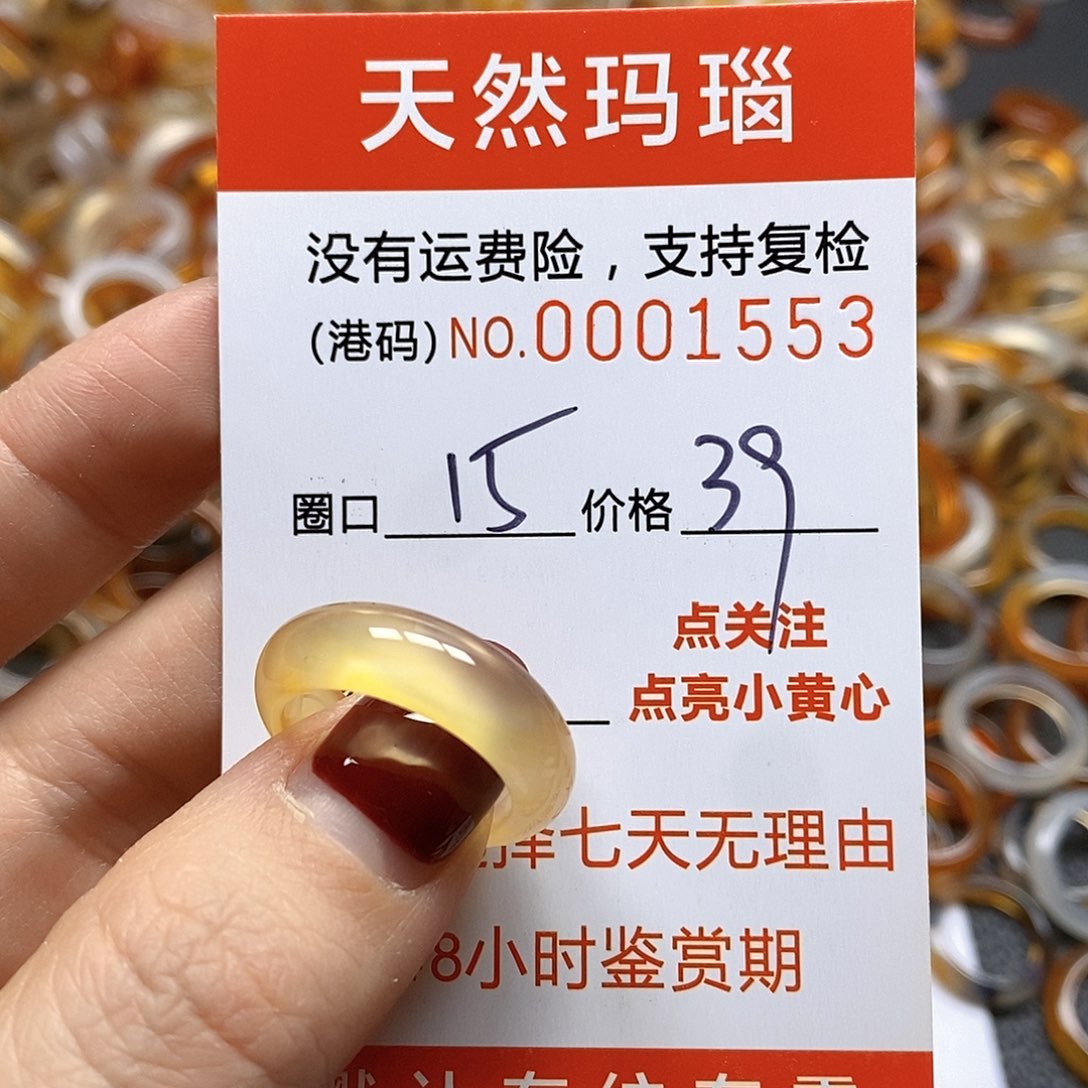 天然玛瑙
没有运费险，支持复检
(港码) NO.0001553
圈口 15 价格 39
点关注
点亮小黄心
择七天无理由
8小时鉴赏期